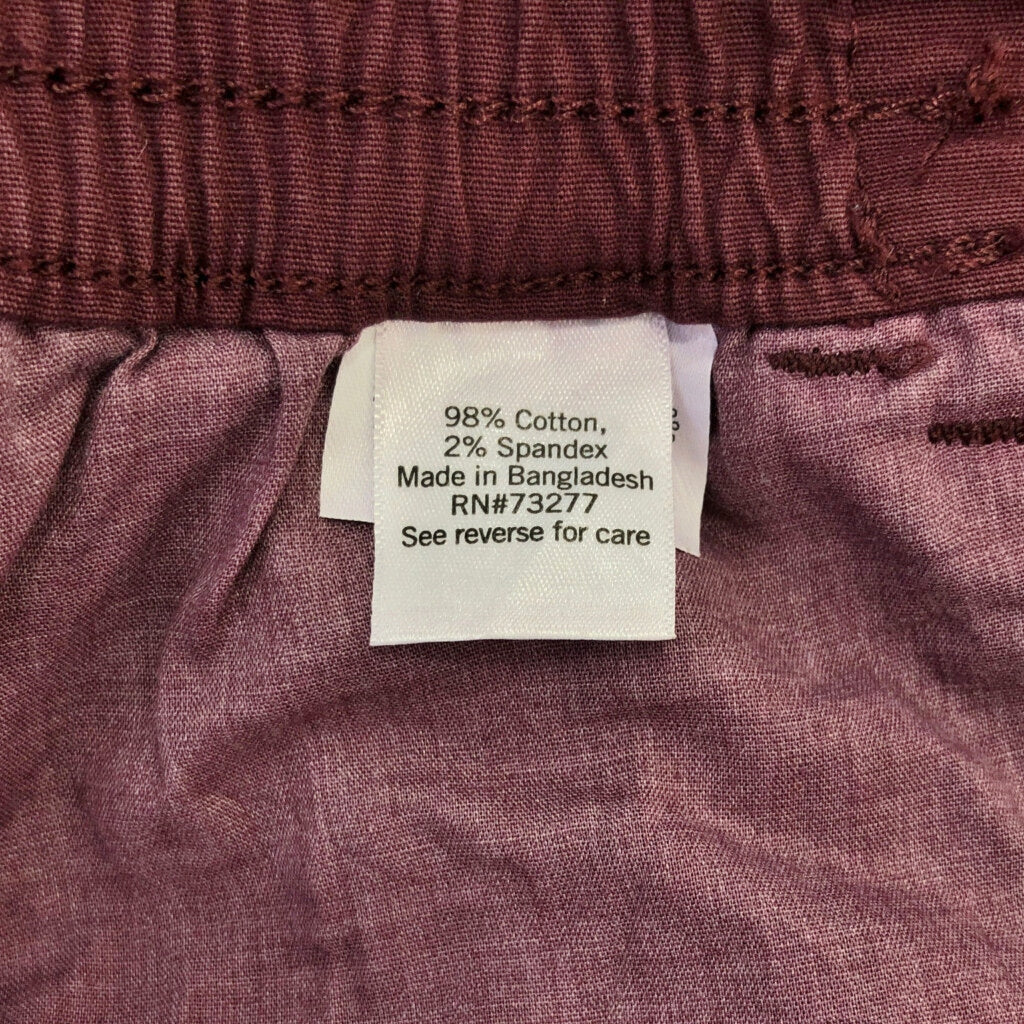 98% Cotton,
2% Spandex
Made in Bangladesh
RN#73277
See reverse for care